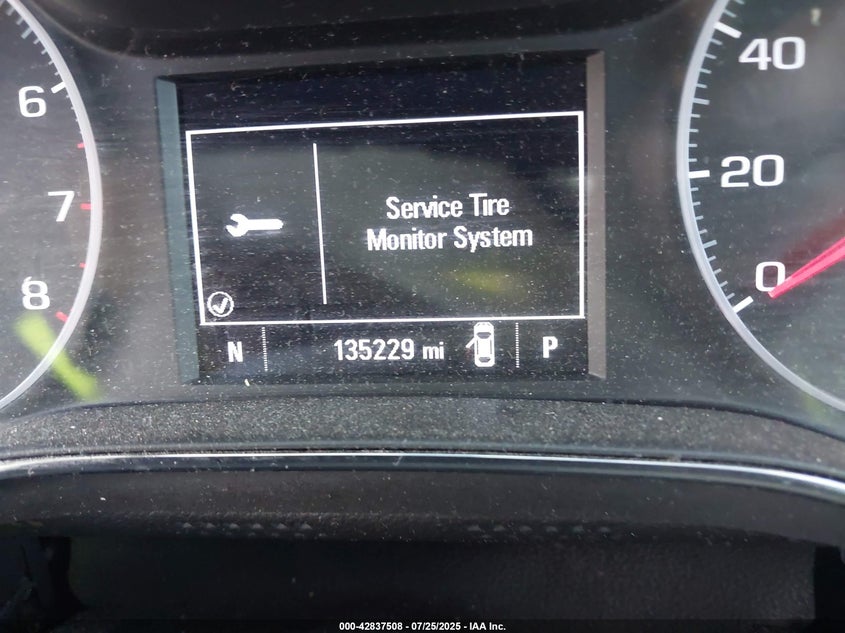 6
7
8
Service Tire
Monitor System
N 135229 mi P
40
20
0
000-42837508 - 07/25/2025 - IAA Inc.